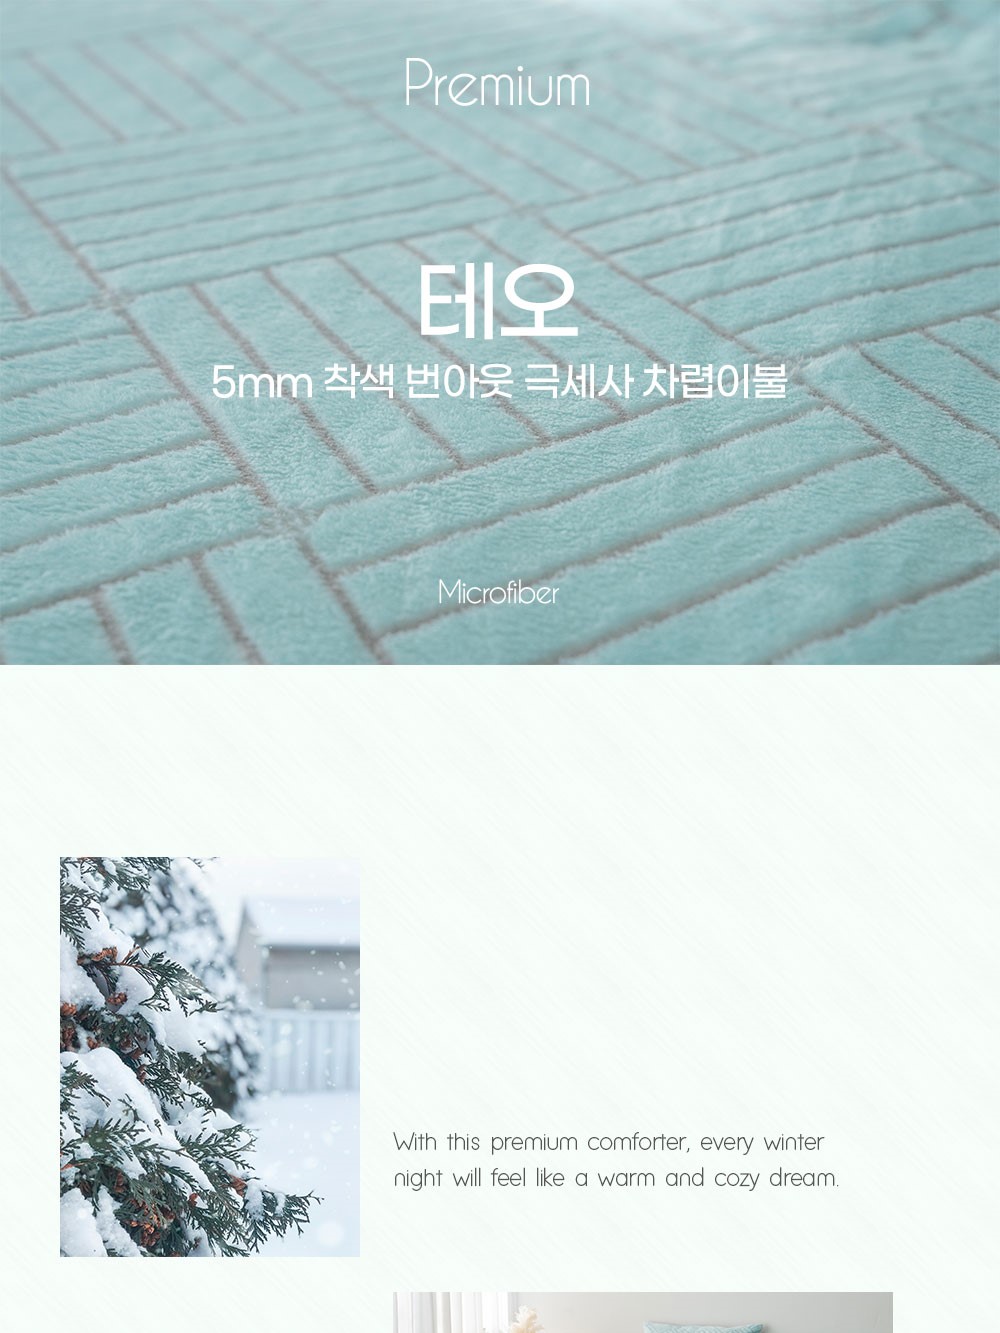 Premium
테오
5mm 착색 번아웃 극세사 차렵이불
Microfiber
With this premium comforter, every winter
night will feel like a warm and cozy dream.